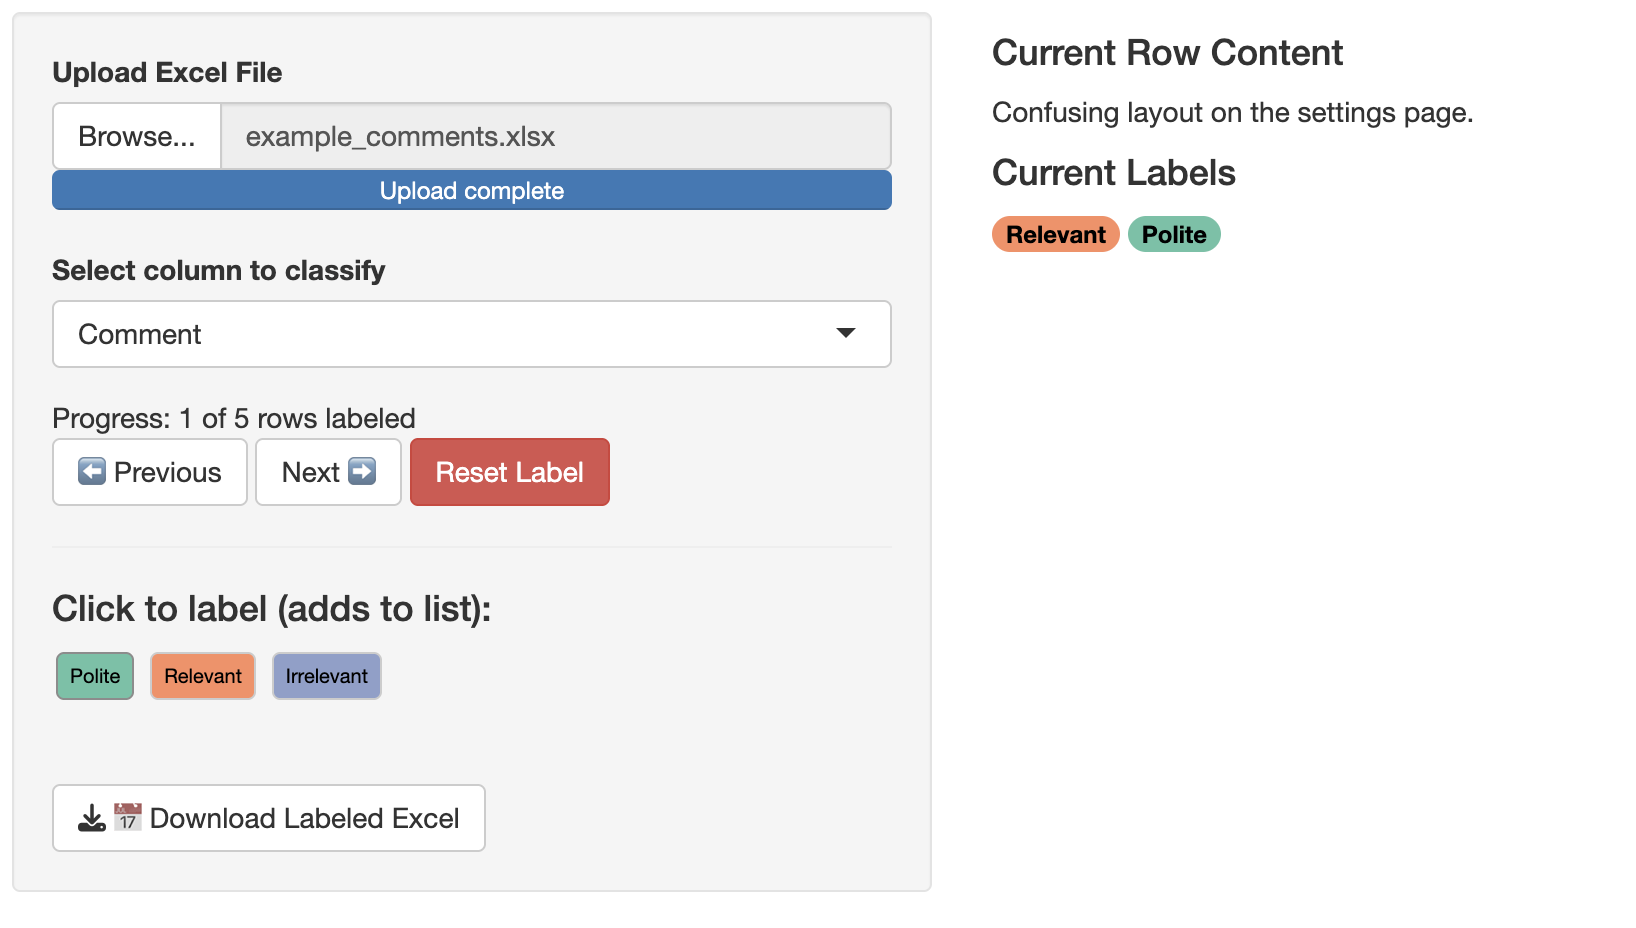 Upload Excel File
Browse...
example_comments.xlsx
Upload complete
Select column to classify
Comment
Progress: 1 of 5 rows labeled
⬅️ Previous
Next ➡️
Reset Label
Click to label (adds to list):
Polite
Relevant
Irrelevant
📅 Download Labeled Excel
Current Row Content
Confusing layout on the settings page.
Current Labels
Relevant
Polite